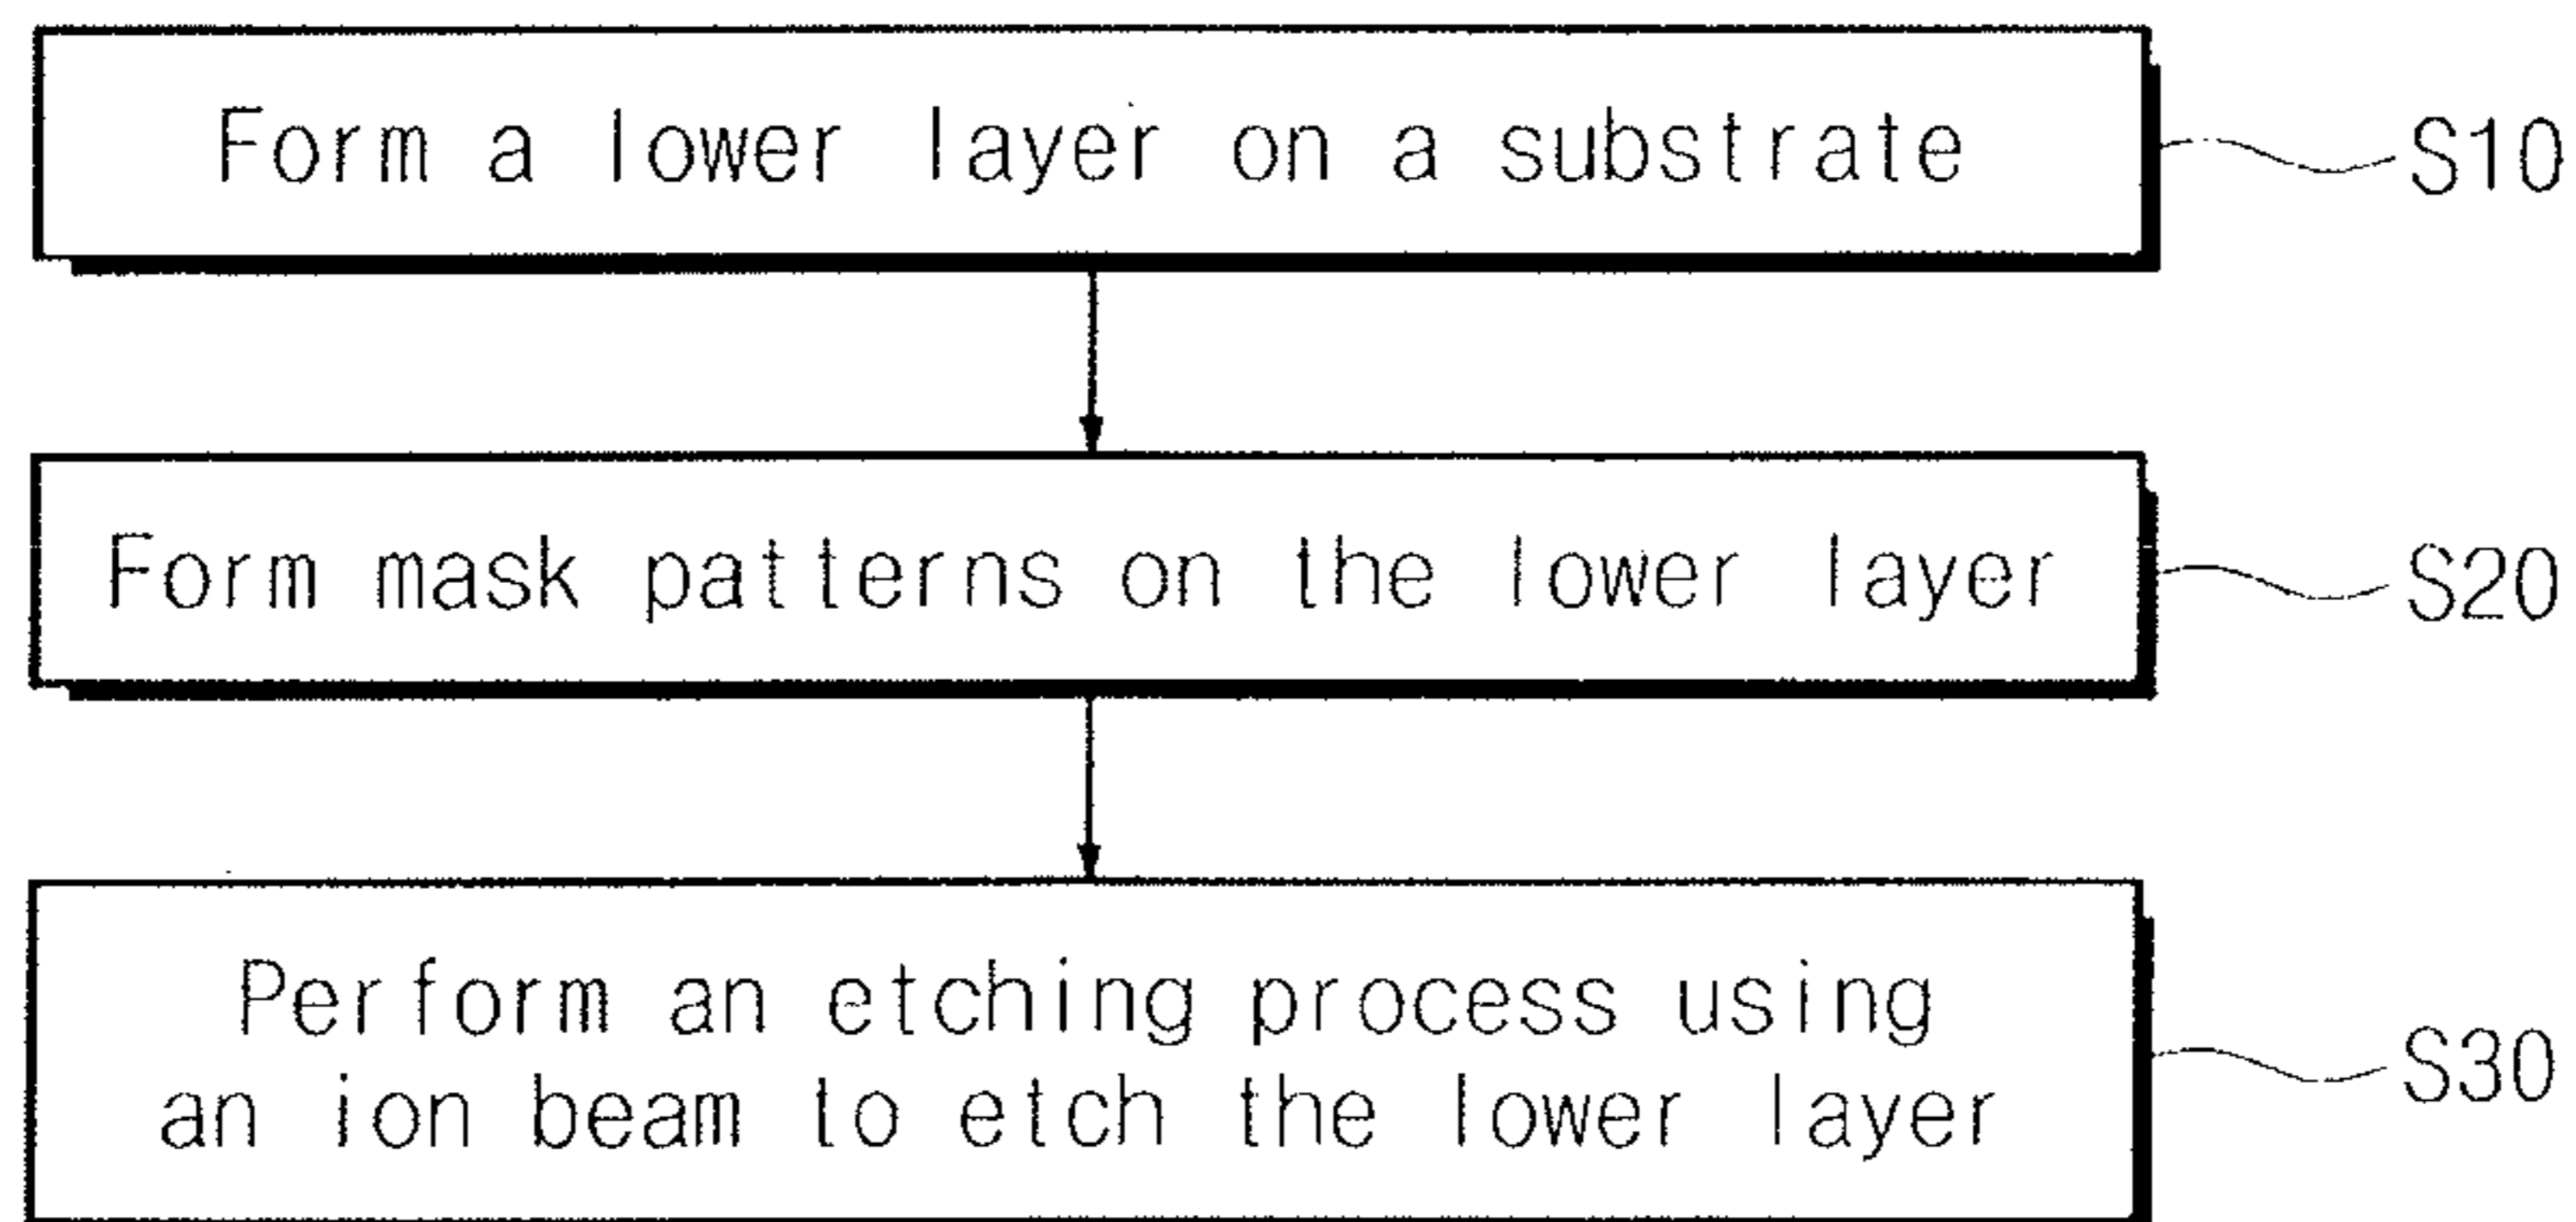 Form a lower layer on a substrate S10
Form mask patterns on the lower layer S20
Perform an etching process using
an ion beam to etch the lower layer S30